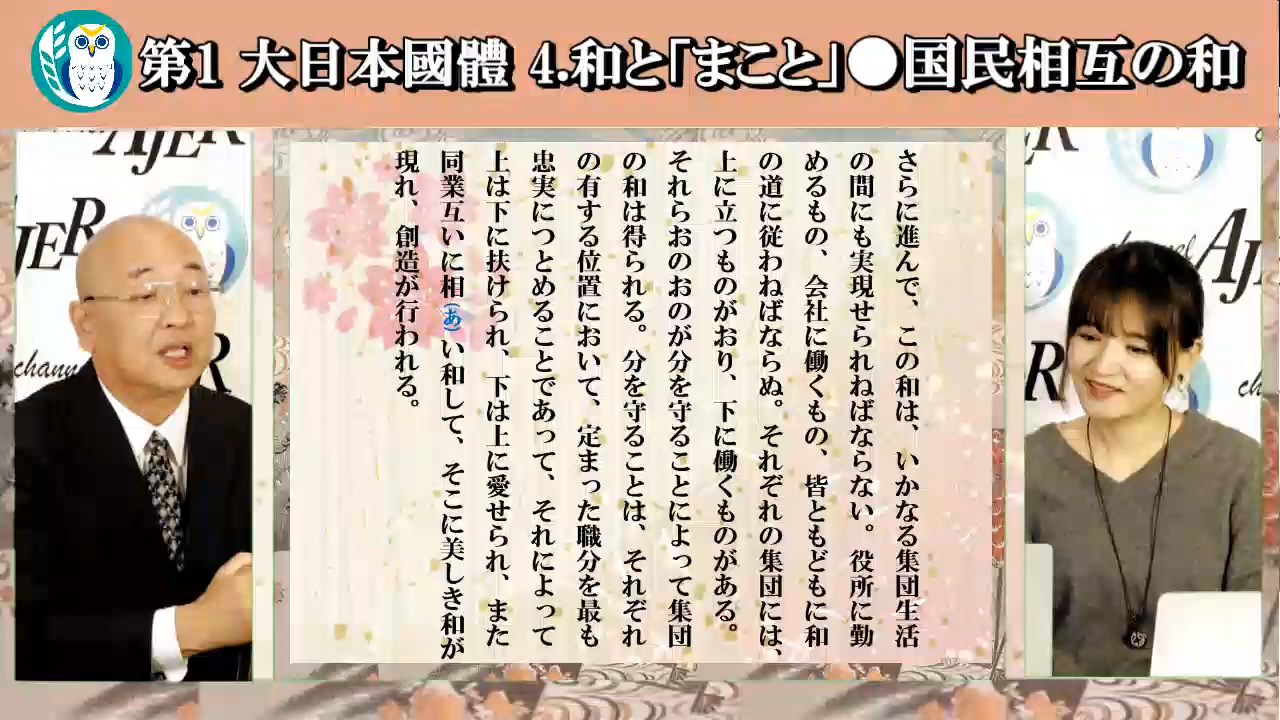 第1 大日本國體 4.和と「まこと」●国民相互の和
さらに進んで、この和は、いかなる集団生活
の間にも実現せられねばならない。役所に勤
めるもの、会社に働くもの、皆ともどもに和
の道に従わねばならぬ。それぞれの集団には、
上に立つものがおり、下に働くものがある。
それらおのおのが分を守ることによって集団
の和は得られる。分を守ることは、それぞれ
の有する位置において、定まった職分を最も
忠実につとめることであって、それによって
上は下に扶けられ、下は上に愛せられ、また
同業互いに相(あ)い和して、そこに美しき和が
現れ、創造が行われる。
AJER
JER
R
channe
channel AJ
R
ch